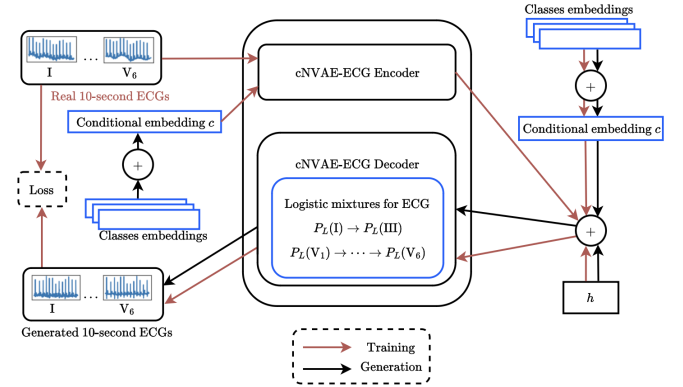 Classes embeddings
I ... V₆
Real 10-second ECGs
cNVAE-ECG Encoder
+
Conditional embedding c
Conditional embedding c
+
cNVAE-ECG Decoder
Loss
Logistic mixtures for ECG
P_L(I) → P_L(III)
P_L(V₁) → ··· → P_L(V₆)
Classes embeddings
+
I ... V₆
h
Generated 10-second ECGs
Training
Generation